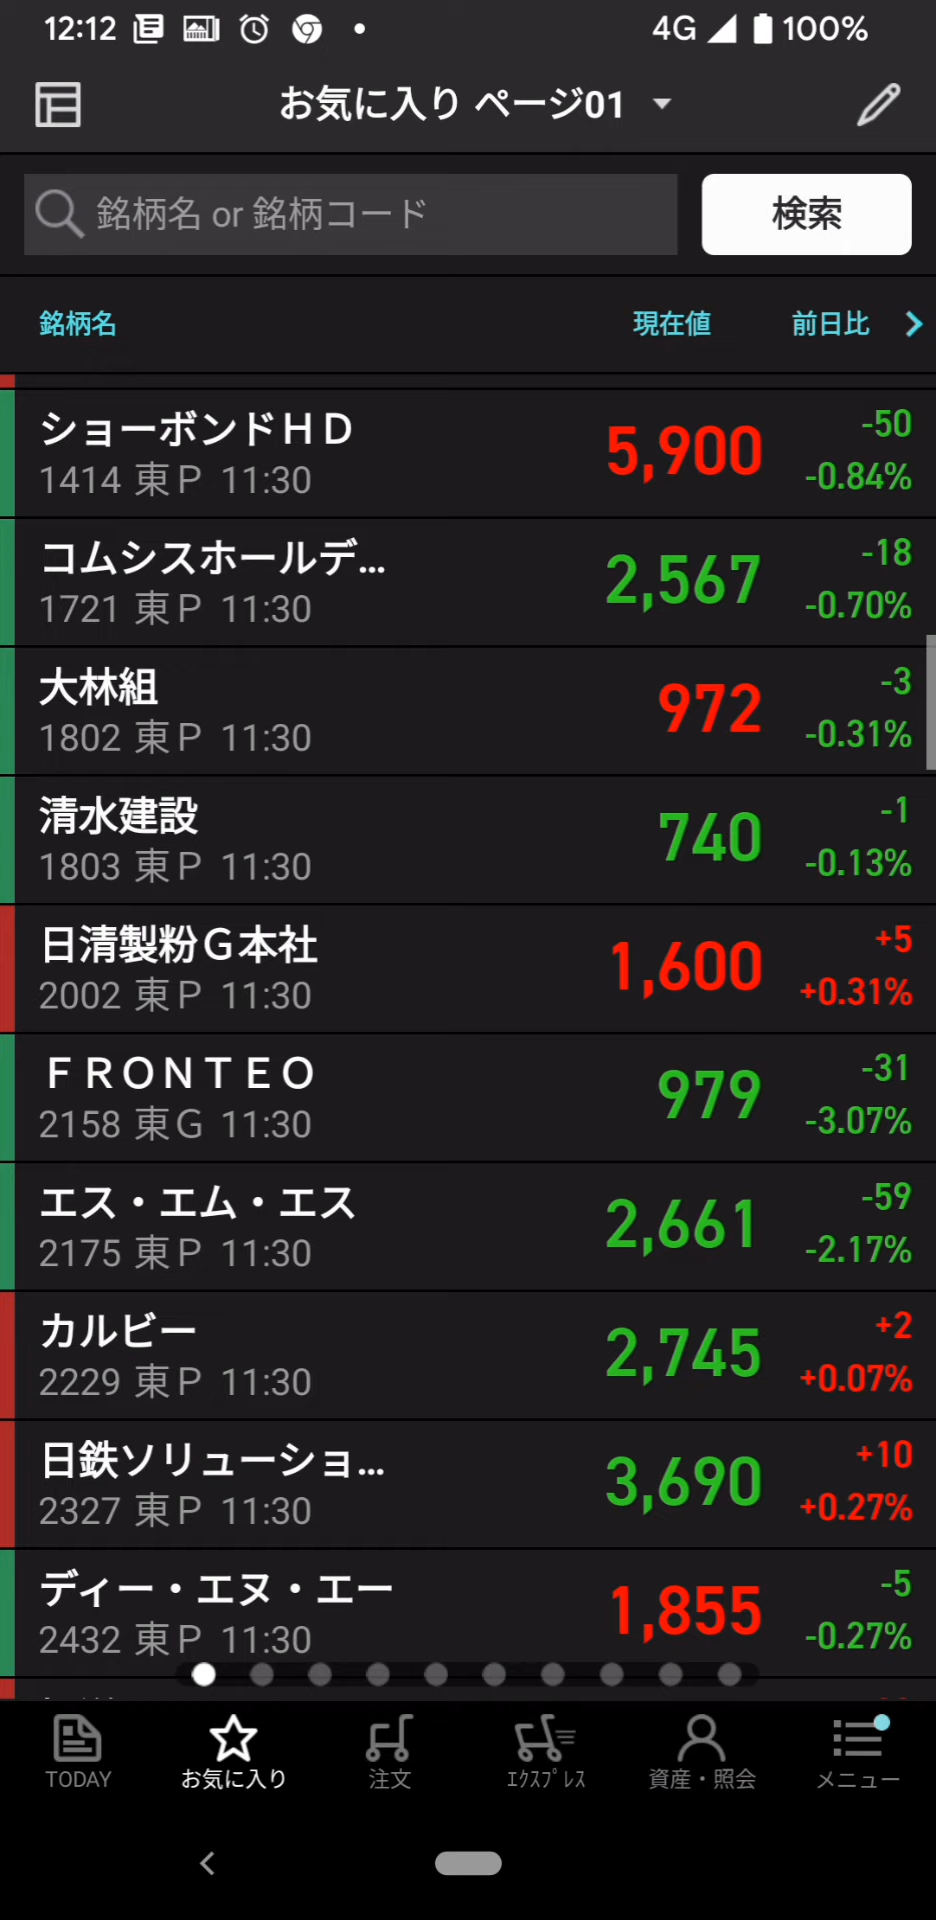 12:12 4G 100%
お気に入り ページ01
銘柄名 or 銘柄コード 検索
銘柄名 現在値 前日比
ショーボンドＨＤ 5,900 -50
1414 東Ｐ 11:30 -0.84%
コムシスホールデ... 2,567 -18
1721 東Ｐ 11:30 -0.70%
大林組 972 -3
1802 東Ｐ 11:30 -0.31%
清水建設 740 -1
1803 東Ｐ 11:30 -0.13%
日清製粉Ｇ本社 1,600 +5
2002 東Ｐ 11:30 +0.31%
ＦＲＯＮＴＥＯ 979 -31
2158 東Ｇ 11:30 -3.07%
エス・エム・エス 2,661 -59
2175 東Ｐ 11:30 -2.17%
カルビー 2,745 +2
2229 東Ｐ 11:30 +0.07%
日鉄ソリューショ... 3,690 +10
2327 東Ｐ 11:30 +0.27%
ディー・エヌ・エー 1,855 -5
2432 東Ｐ 11:30 -0.27%
TODAY お気に入り 注文 ｴｸｽﾌﾟﾚｽ 資産・照会 メニュー